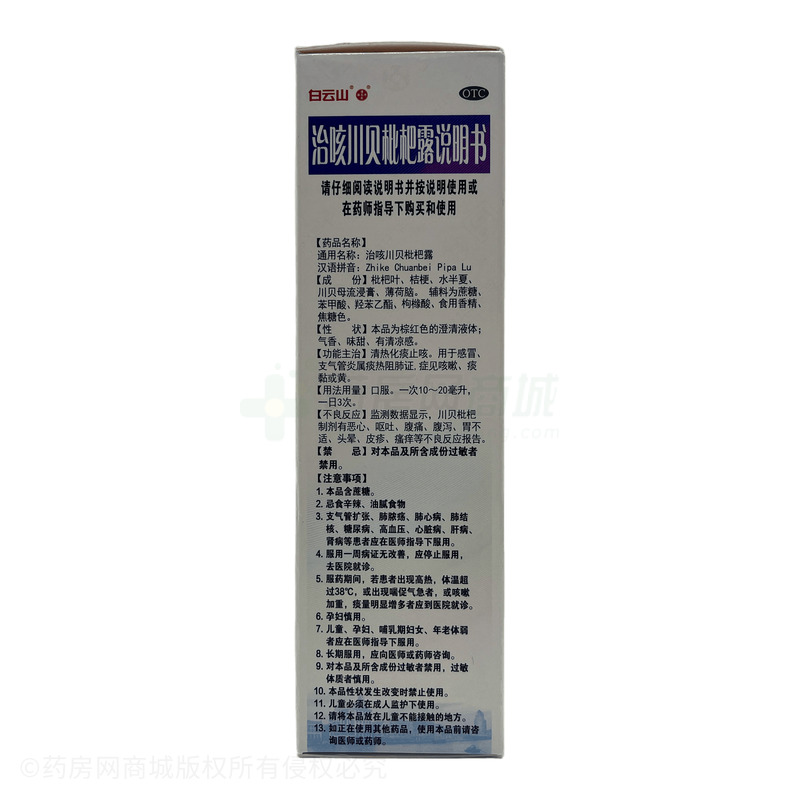 白云山
OTC
治咳川贝枇杷露说明书
请仔细阅读说明书并按说明使用或
在药师指导下购买和使用
【药品名称】
通用名称：治咳川贝枇杷露
汉语拼音：Zhike Chuanbei Pipa Lu
【成　　份】枇杷叶、桔梗、水半夏、
川贝母流浸膏、薄荷脑。辅料为蔗糖、
苯甲酸、羟苯乙酯、枸橼酸、食用香精、
焦糖色。
【性　　状】本品为棕红色的澄清液体；
气香、味甜、有清凉感。
【功能主治】清热化痰止咳。用于感冒、
支气管炎属痰热阻肺证，症见咳嗽、痰
黏或黄。
【用法用量】口服。一次10～20毫升，
一日3次。
【不良反应】监测数据显示，川贝枇杷
制剂有恶心、呕吐、腹痛、腹泻、胃不
适、头晕、皮疹、瘙痒等不良反应报告。
【禁　　忌】对本品及所含成份过敏者
禁用。
【注意事项】
1. 本品含蔗糖。
2. 忌食辛辣、油腻食物
3. 支气管扩张、肺脓疡、肺心病、肺结
核、糖尿病、高血压、心脏病、肝病、
肾病等患者应在医师指导下服用。
4. 服用一周病证无改善，应停止服用，
去医院就诊。
5. 服药期间，若患者出现高热，体温超
过38℃，或出现喘促气急者，或咳嗽
加重，痰量明显增多者应到医院就诊。
6. 孕妇慎用。
7. 儿童、孕妇、哺乳期妇女、年老体弱
者应在医师指导下服用。
8. 长期服用，应向医师或药师咨询。
9. 对本品及所含成份过敏者禁用，过敏
体质者慎用。
10. 本品性状发生改变时禁止使用。
11. 儿童必须在成人监护下使用。
12. 请将本品放在儿童不能接触的地方。
13. 如正在使用其他药品，使用本品前请咨
询医师或药师。
©药房网商城版权所有侵权必究